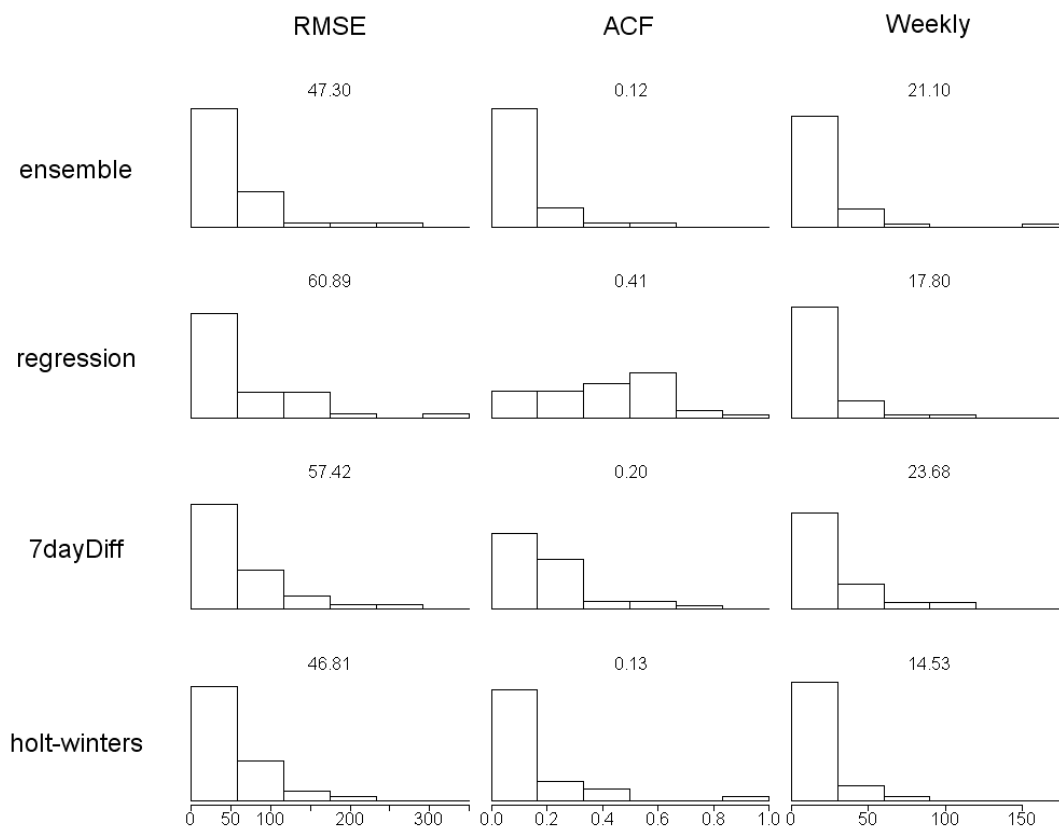 RMSE ACF Weekly
47.30 0.12 21.10
ensemble
60.89 0.41 17.80
regression
57.42 0.20 23.68
7dayDiff
46.81 0.13 14.53
holt-winters
0 50 100 200 300 0.0 0.2 0.4 0.6 0.8 1.0 0 50 100 150